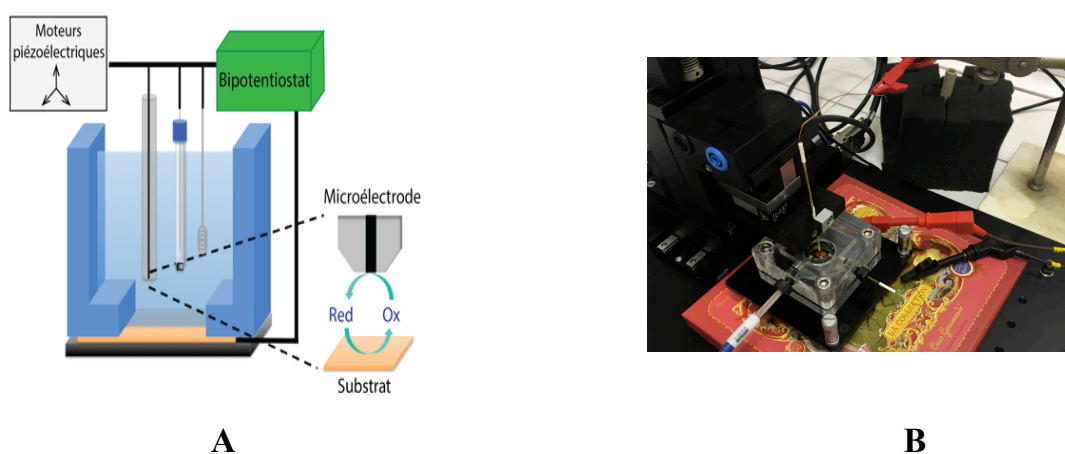 Moteurs
piézoélectriques
Bipotentiostat
Microélectrode
Red
Ox
Substrat
A
B